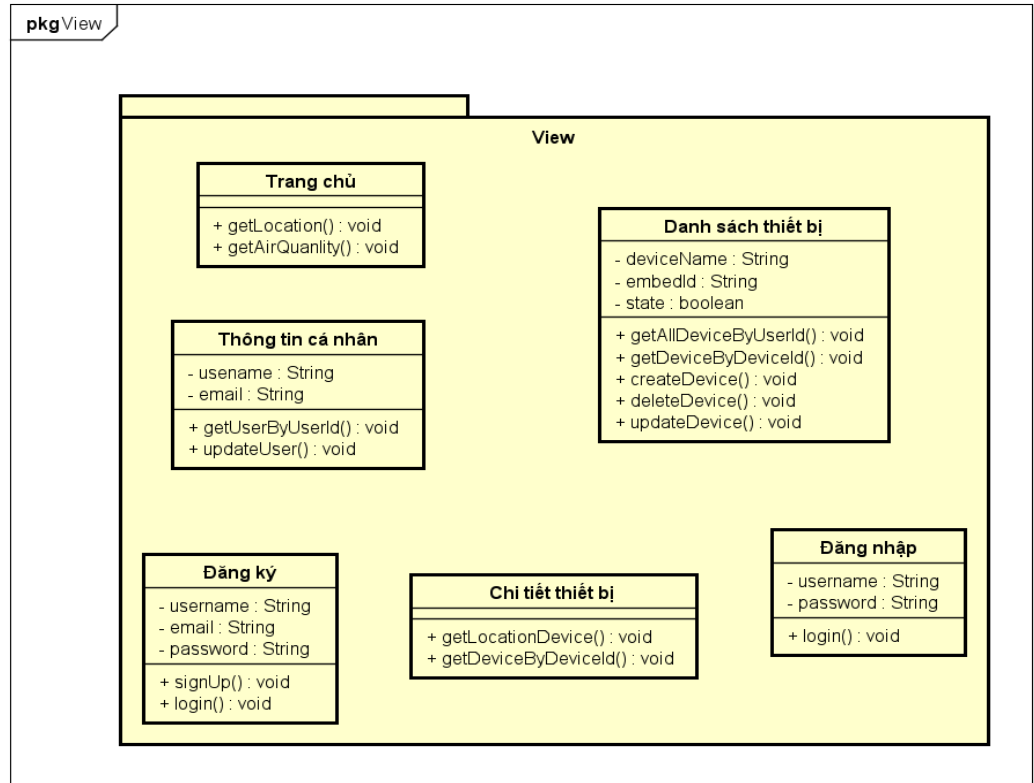 pkg View
View
Trang chủ
+ getLocation() : void
+ getAirQuanlity() : void
Danh sách thiết bị
- deviceName : String
- embedId : String
- state : boolean
+ getAllDeviceByUserId() : void
+ getDeviceByDeviceId() : void
+ createDevice() : void
+ deleteDevice() : void
+ updateDevice() : void
Thông tin cá nhân
- usename : String
- email : String
+ getUserByUserId() : void
+ updateUser() : void
Đăng ký
- username : String
- email : String
- password : String
+ signUp() : void
+ login() : void
Chi tiết thiết bị
+ getLocationDevice() : void
+ getDeviceByDeviceId() : void
Đăng nhập
- username : String
- password : String
+ login() : void